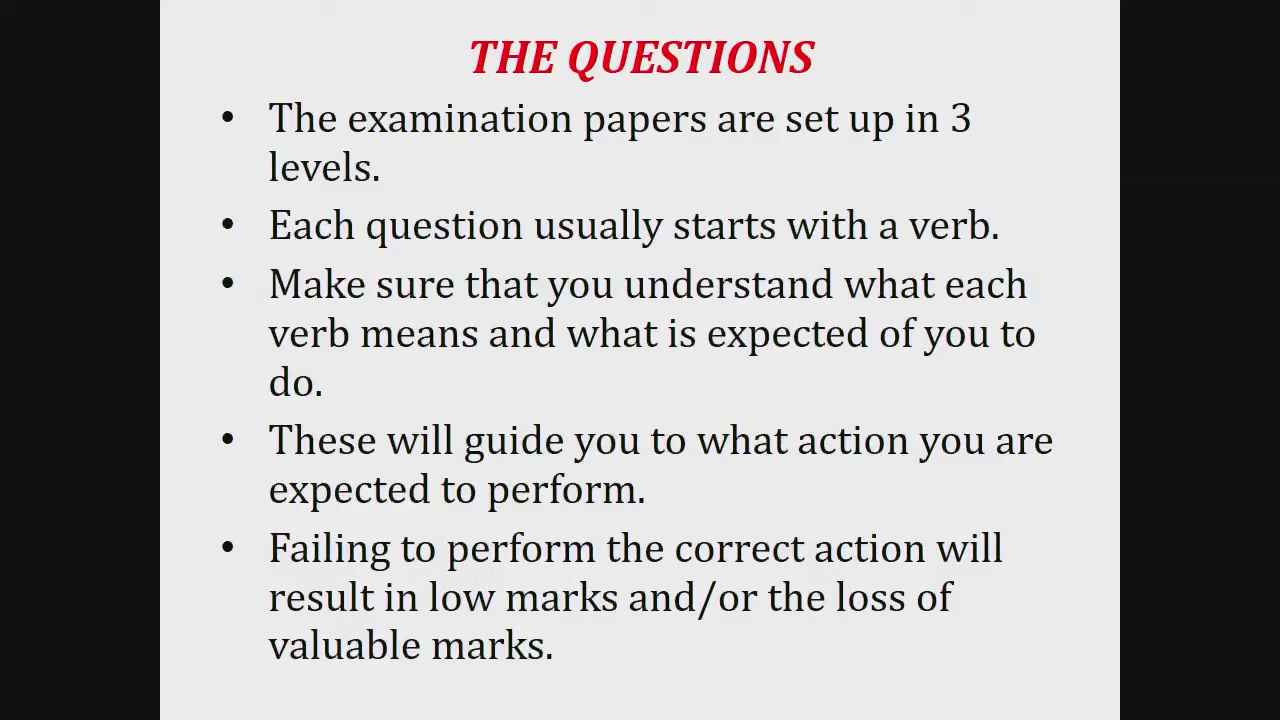 THE QUESTIONS
• The examination papers are set up in 3
levels.
• Each question usually starts with a verb.
• Make sure that you understand what each
verb means and what is expected of you to
do.
• These will guide you to what action you are
expected to perform.
• Failing to perform the correct action will
result in low marks and/or the loss of
valuable marks.